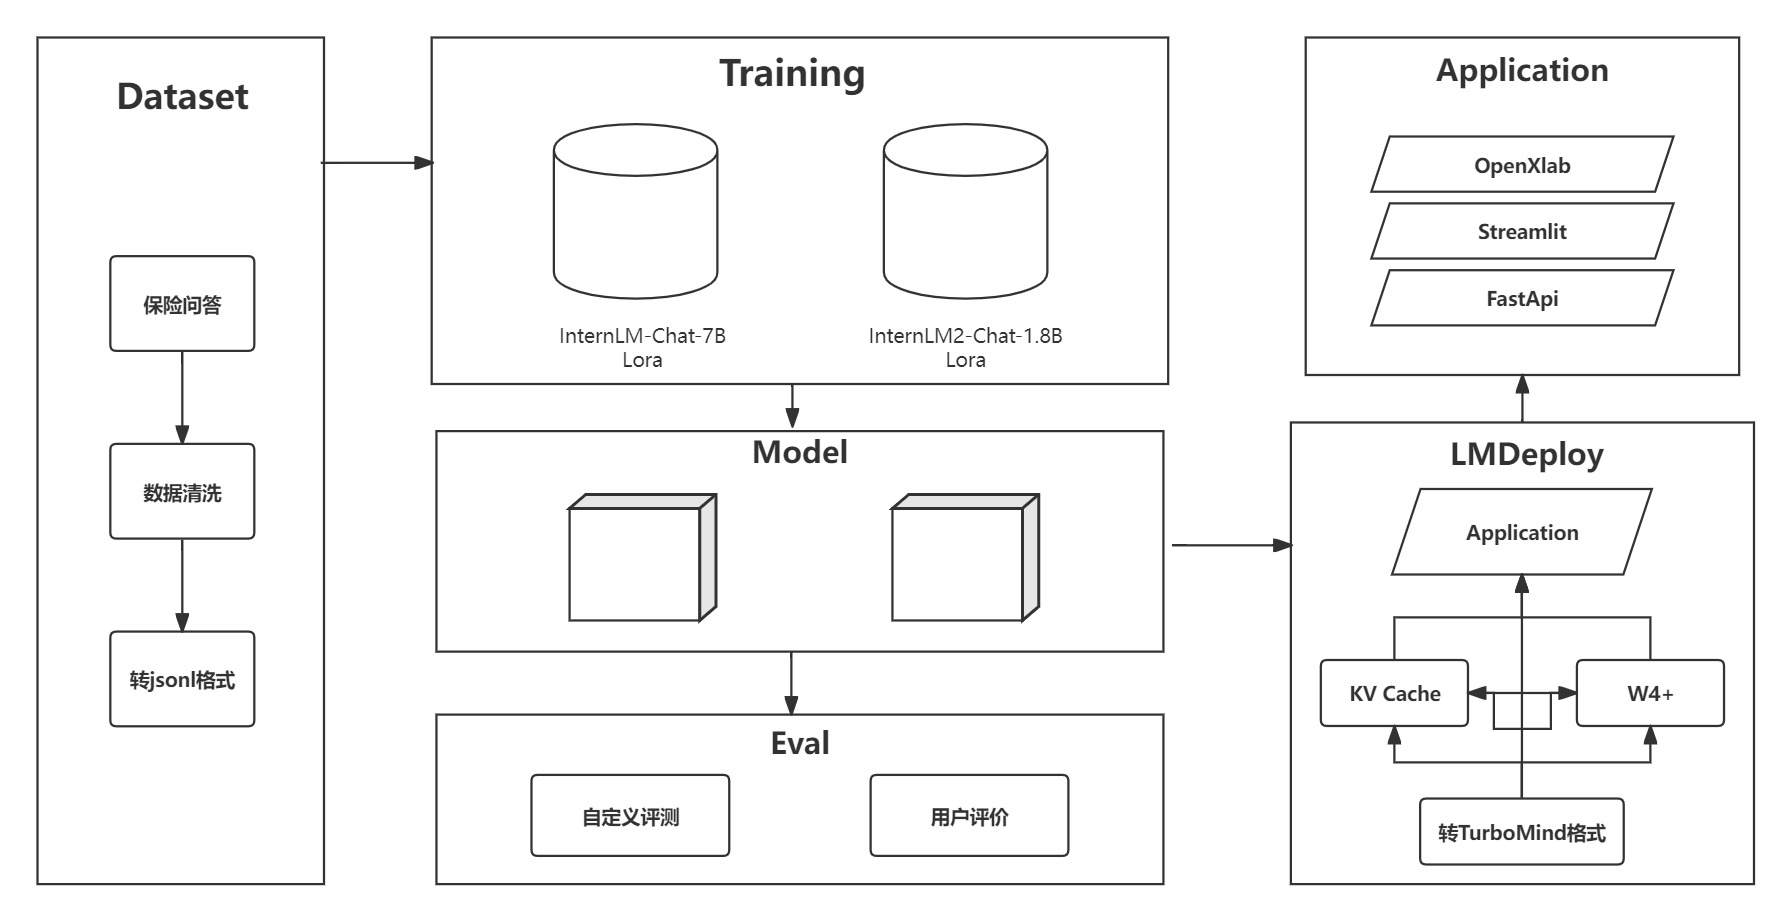 Dataset
保险问答
数据清洗
转jsonl格式
Training
InternLM-Chat-7B
Lora
InternLM2-Chat-1.8B
Lora
Model
Eval
自定义评测
用户评价
Application
OpenXlab
Streamlit
FastApi
LMDeploy
Application
KV Cache
W4+
转TurboMind格式